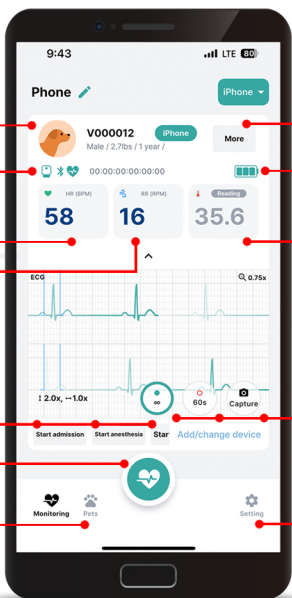 9:43
LTE 80
Phone
iPhone
V000012 iPhone
Male / 2.7lbs / 1 year /
More
00:00:00:00:00:00
HR (BPM)
58
RR (RPM)
16
Reading
35.6
ECG
0.75x
2.0x, ↔1.0x
∞
60s
Capture
Start admission
Start anesthesia
Star
Add/change device
Monitoring
Pets
Setting